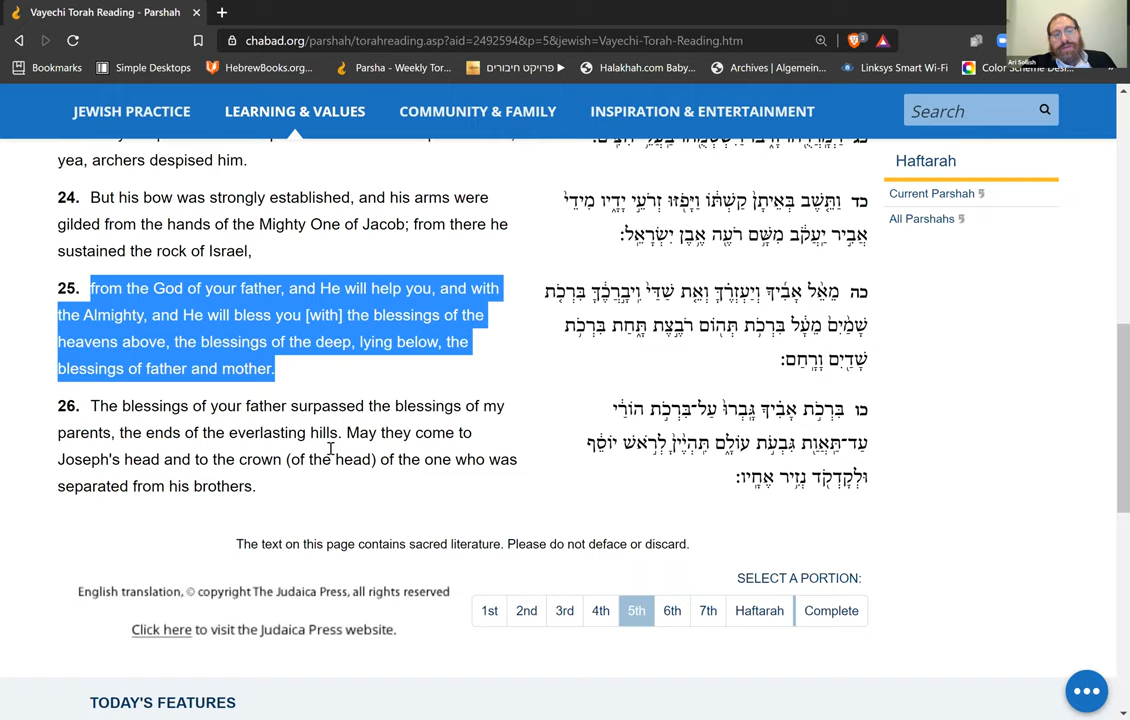 Vayechi Torah Reading - Parshah
chabad.org/parshah/torahreading.asp?aid=2492594&p=5&jewish=Vayechi-Torah-Reading.htm
3
Ari Solish
Bookmarks Simple Desktops HebrewBooks.org... Parsha - Weekly Tor... פרויקט חיבורים Halakhah.com Baby... Archives | Algemein... Linksys Smart Wi-Fi
JEWISH PRACTICE LEARNING & VALUES COMMUNITY & FAMILY INSPIRATION & ENTERTAINMENT Search
yea, archers despised him.
24. But his bow was strongly established, and his arms were
gilded from the hands of the Mighty One of Jacob; from there he
sustained the rock of Israel,
כד וַתֵּ֤שֶׁב בְּאֵיתָן֙ קַשְׁתּ֔וֹ וַיָּפֹ֖זּוּ זְרֹעֵ֣י יָדָ֑יו מִידֵי֙
אֲבִ֣יר יַֽעֲקֹ֔ב מִשָּׁ֥ם רֹעֶ֖ה אֶ֥בֶן יִשְׂרָאֵֽל:
25. from the God of your father, and He will help you, and with
the Almighty, and He will bless you [with] the blessings of the
heavens above, the blessings of the deep, lying below, the
blessings of father and mother.
כה מֵאֵ֨ל אָבִ֜יךָ וְיַעְזְרֶ֗ךָּ וְאֵ֤ת שַׁדַּי֙ וִיבָ֣רְכֶ֔ךָּ בִּרְכֹ֤ת
שָׁמַ֨יִם֙ מֵעָ֔ל בִּרְכֹ֥ת תְּה֖וֹם רֹבֶ֣צֶת תָּ֑חַת בִּרְכֹ֥ת
שָׁדַ֖יִם וָרָֽחַם:
26. The blessings of your father surpassed the blessings of my
parents, the ends of the everlasting hills. May they come to
Joseph's head and to the crown (of the head) of the one who was
separated from his brothers.
כו בִּרְכֹ֣ת אָבִ֗יךָ גָּֽבְרוּ֙ עַל־בִּרְכֹ֣ת הוֹרַ֔י
עַד־תַּֽאֲוַ֖ת גִּבְעֹ֣ת עוֹלָ֑ם תִּֽהְיֶ֨יןָ֙ לְרֹ֣אשׁ יוֹסֵ֔ף
וּלְקָדְקֹ֖ד נְזִ֥יר אֶחָֽיו:
Haftarah
Current Parshah
All Parshahs
The text on this page contains sacred literature. Please do not deface or discard.
SELECT A PORTION:
English translation, © copyright The Judaica Press, all rights reserved
1st 2nd 3rd 4th 5th 6th 7th Haftarah Complete
Click here to visit the Judaica Press website.
TODAY'S FEATURES